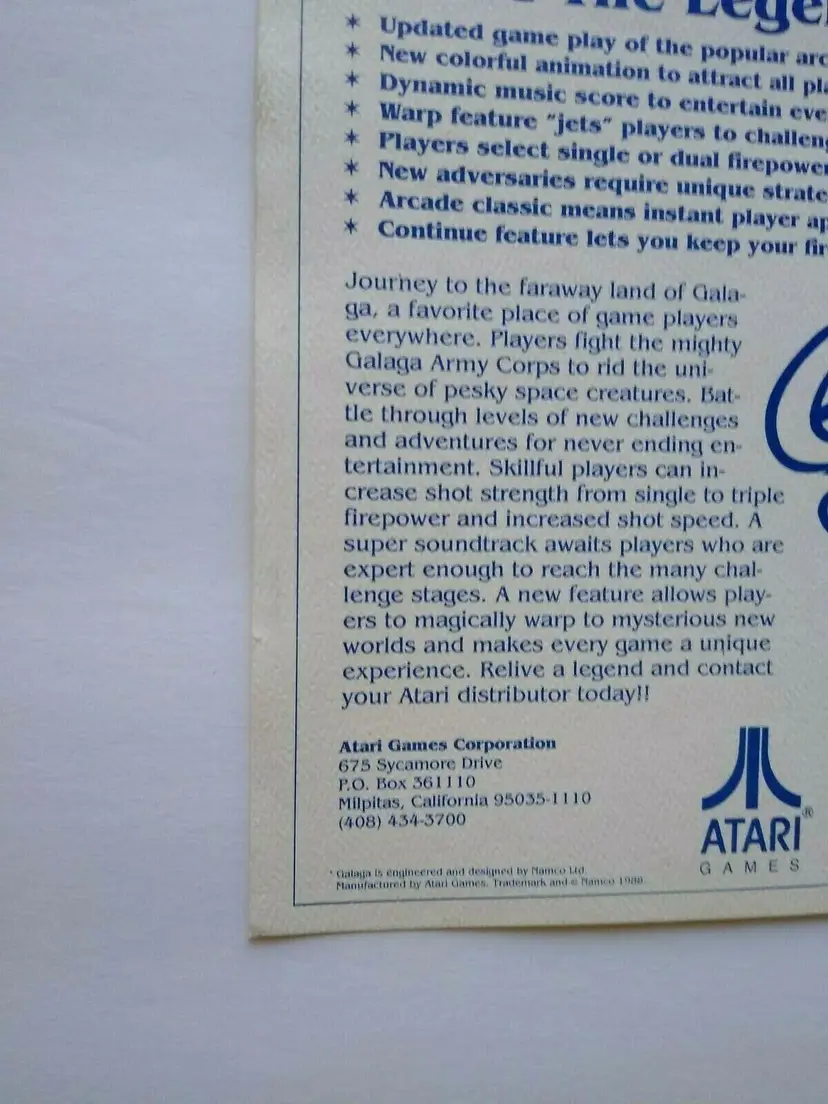 The Lege
✶ Updated game play of the popular arc
✶ New colorful animation to attract all pl
✶ Dynamic music score to entertain eve
✶ Warp feature "jets" players to challen
✶ Players select single or dual firepower
✶ New adversaries require unique strate
✶ Arcade classic means instant player ap
✶ Continue feature lets you keep your fir
Journey to the faraway land of Gala-
ga, a favorite place of game players
everywhere. Players fight the mighty
Galaga Army Corps to rid the uni-
verse of pesky space creatures. Bat-
tle through levels of new challenges
and adventures for never ending en-
tertainment. Skillful players can in-
crease shot strength from single to triple
firepower and increased shot speed. A
super soundtrack awaits players who are
expert enough to reach the many chal-
lenge stages. A new feature allows play-
ers to magically warp to mysterious new
worlds and makes every game a unique
experience. Relive a legend and contact
your Atari distributor today!!
Atari Games Corporation
675 Sycamore Drive
P.O. Box 361110
Milpitas, California 95035-1110
(408) 434-3700
ATARI®
GAMES
* Galaga is engineered and designed by Namco Ltd.
Manufactured by Atari Games. Trademark and © Namco 1988.